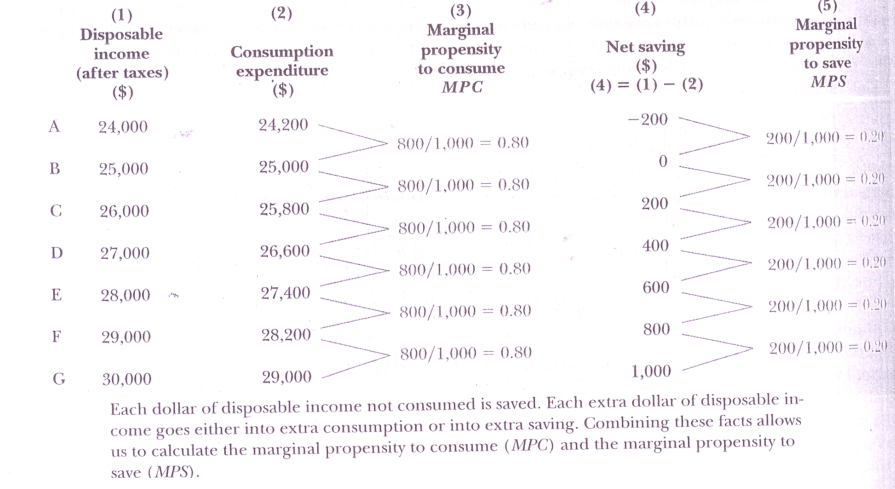 (1) (2) (3) (4) (5)
Disposable Marginal Marginal
income Consumption propensity Net saving propensity
(after taxes) expenditure to consume ($) to save
($) ($) MPC (4) = (1) − (2) MPS
A 24,000 24,200 −200
800/1,000 = 0.80 200/1,000 = 0.20
B 25,000 25,000 0
800/1,000 = 0.80 200/1,000 = 0.20
C 26,000 25,800 200
800/1,000 = 0.80 200/1,000 = 0.20
D 27,000 26,600 400
800/1,000 = 0.80 200/1,000 = 0.20
E 28,000 27,400 600
800/1,000 = 0.80 200/1,000 = 0.20
F 29,000 28,200 800
800/1,000 = 0.80 200/1,000 = 0.20
G 30,000 29,000 1,000
Each dollar of disposable income not consumed is saved. Each extra dollar of disposable in-
come goes either into extra consumption or into extra saving. Combining these facts allows
us to calculate the marginal propensity to consume (MPC) and the marginal propensity to
save (MPS).